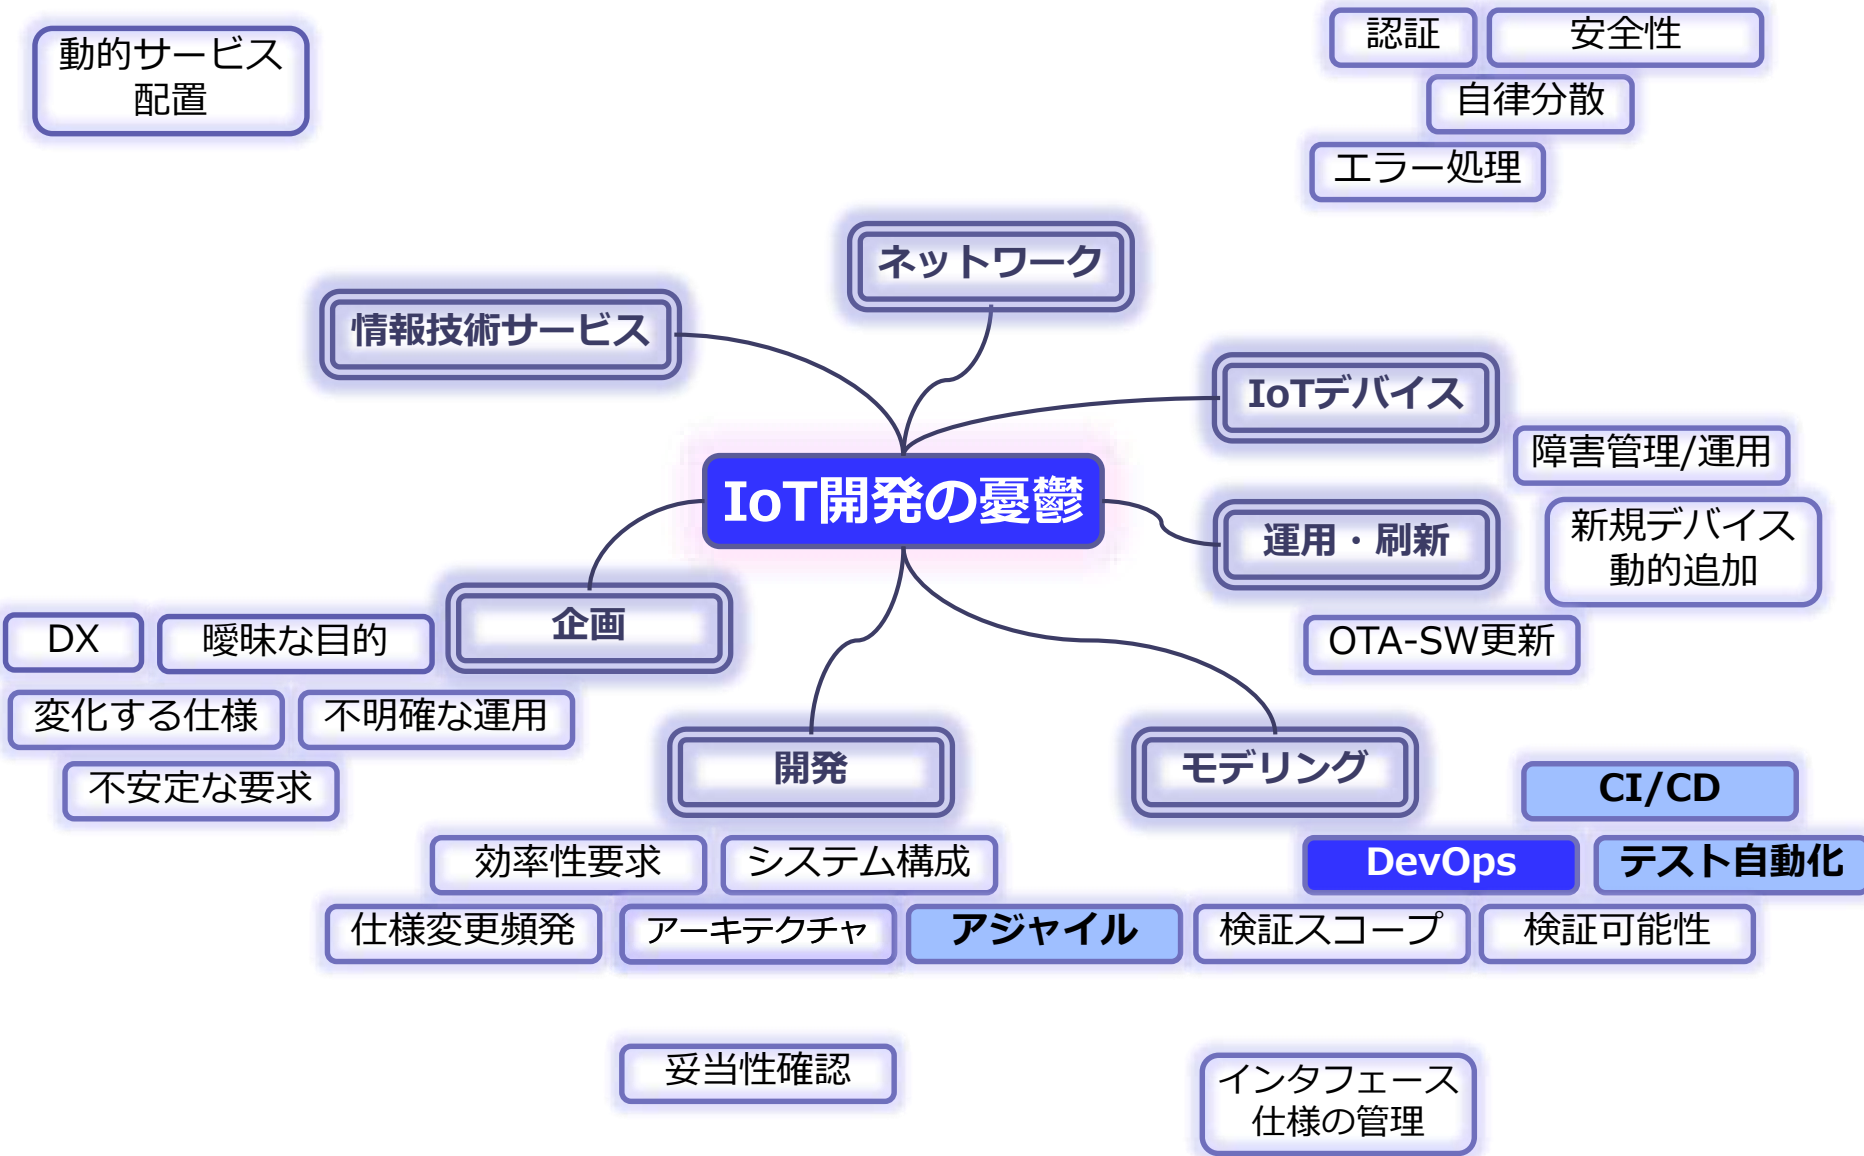 動的サービス
配置
認証
安全性
自律分散
エラー処理
ネットワーク
情報技術サービス
IoTデバイス
障害管理/運用
IoT開発の憂鬱
運用・刷新
新規デバイス
動的追加
企画
DX
曖昧な目的
OTA-SW更新
変化する仕様
不明確な運用
不安定な要求
開発
モデリング
CI/CD
効率性要求
システム構成
DevOps
テスト自動化
仕様変更頻発
アーキテクチャ
アジャイル
検証スコープ
検証可能性
妥当性確認
インタフェース
仕様の管理